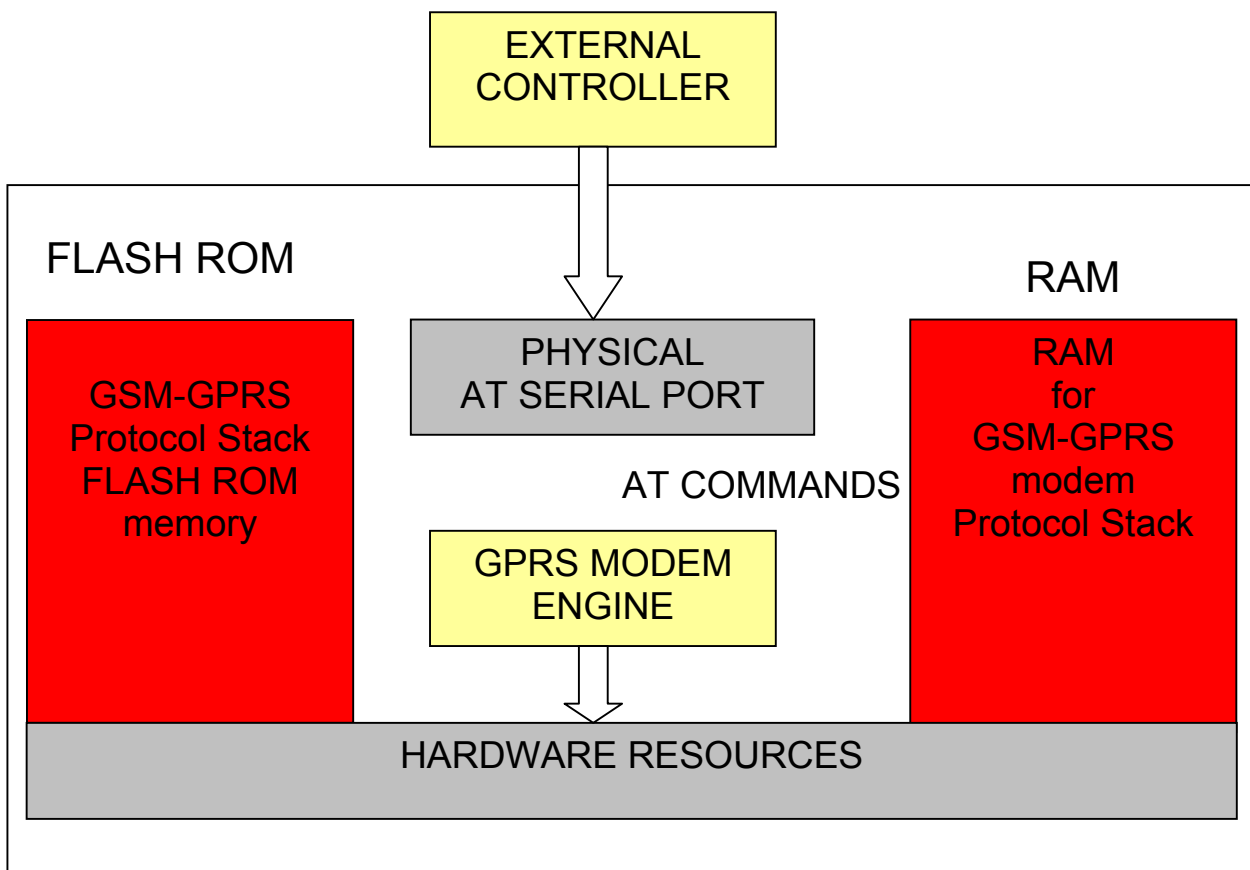 EXTERNAL
CONTROLLER
FLASH ROM
RAM
PHYSICAL
AT SERIAL PORT
GSM-GPRS
Protocol Stack
FLASH ROM
memory
RAM
for
GSM-GPRS
modem
Protocol Stack
AT COMMANDS
GPRS MODEM
ENGINE
HARDWARE RESOURCES